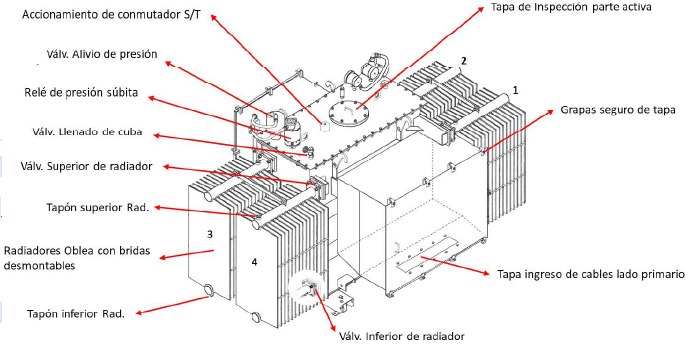 Accionamiento de conmutador S/T
Tapa de Inspección parte activa
Válv. Alivio de presión
Relé de presión súbita
Válv. Llenado de cuba
Válv. Superior de radiador
Tapón superior Rad.
Radiadores Oblea con bridas
desmontables
Tapón inferior Rad.
Válv. Inferior de radiador
Tapa ingreso de cables lado primario
Grapas seguro de tapa
2
1
3
4